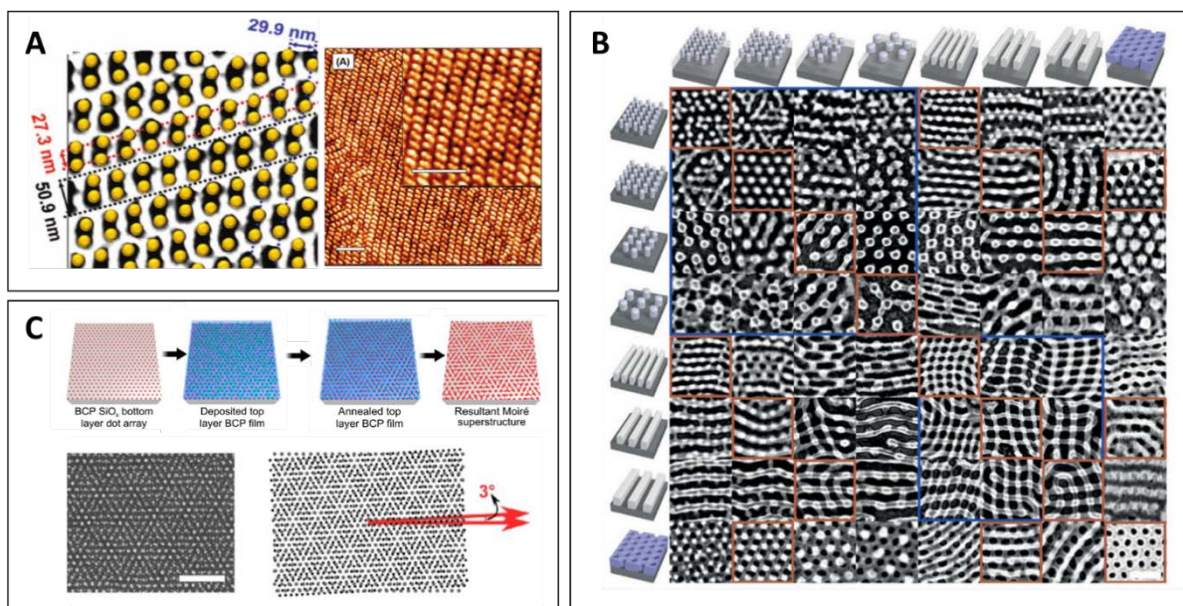 A
29.9 nm
27.3 nm
50.9 nm
(A)
B
C
BCP SiOₓ bottom
layer dot array
Deposited top
layer BCP film
Annealed top
layer BCP film
Resultant Moiré
superstructure
3°